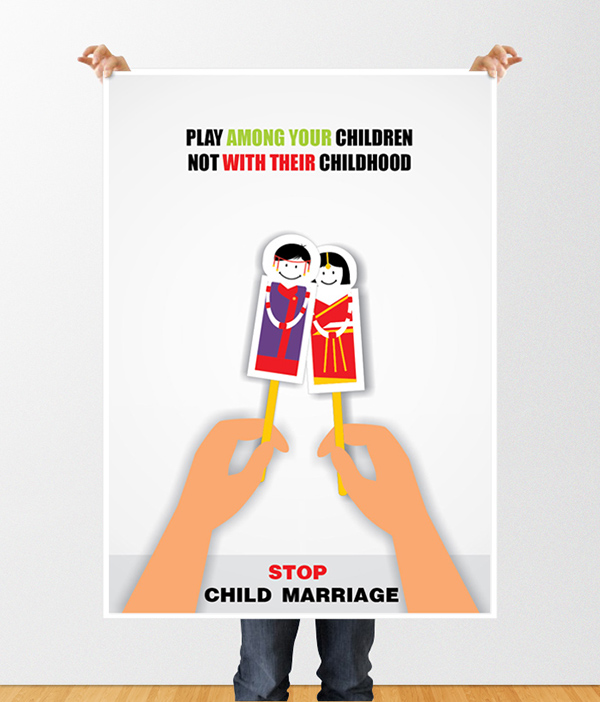 PLAY AMONG YOUR CHILDREN
NOT WITH THEIR CHILDHOOD
STOP
CHILD MARRIAGE